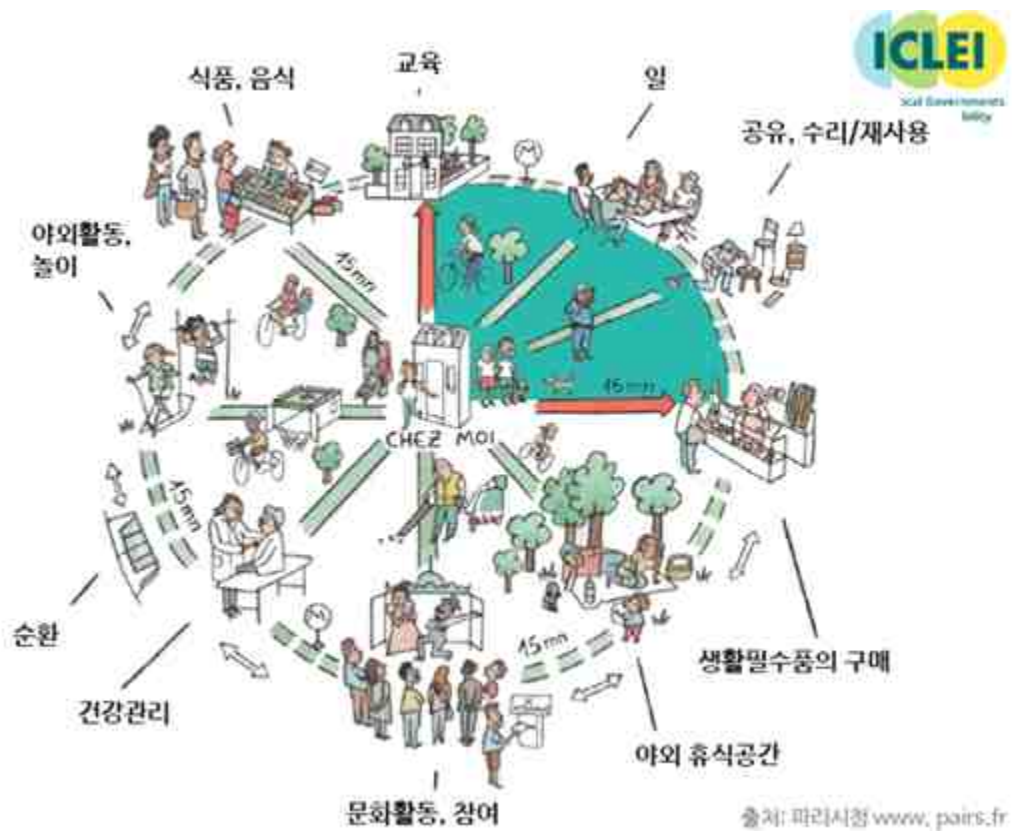 ICLEI
교육
일
식품, 음식
공유, 수리/재사용
M
야외활동,
놀이
15mn
15mn
CHEZ MOI
15mn
순환
M
15mn
생활필수품의 구매
건강관리
야외 휴식공간
문화활동, 참여
출처: 파리시청 www, pairs.fr